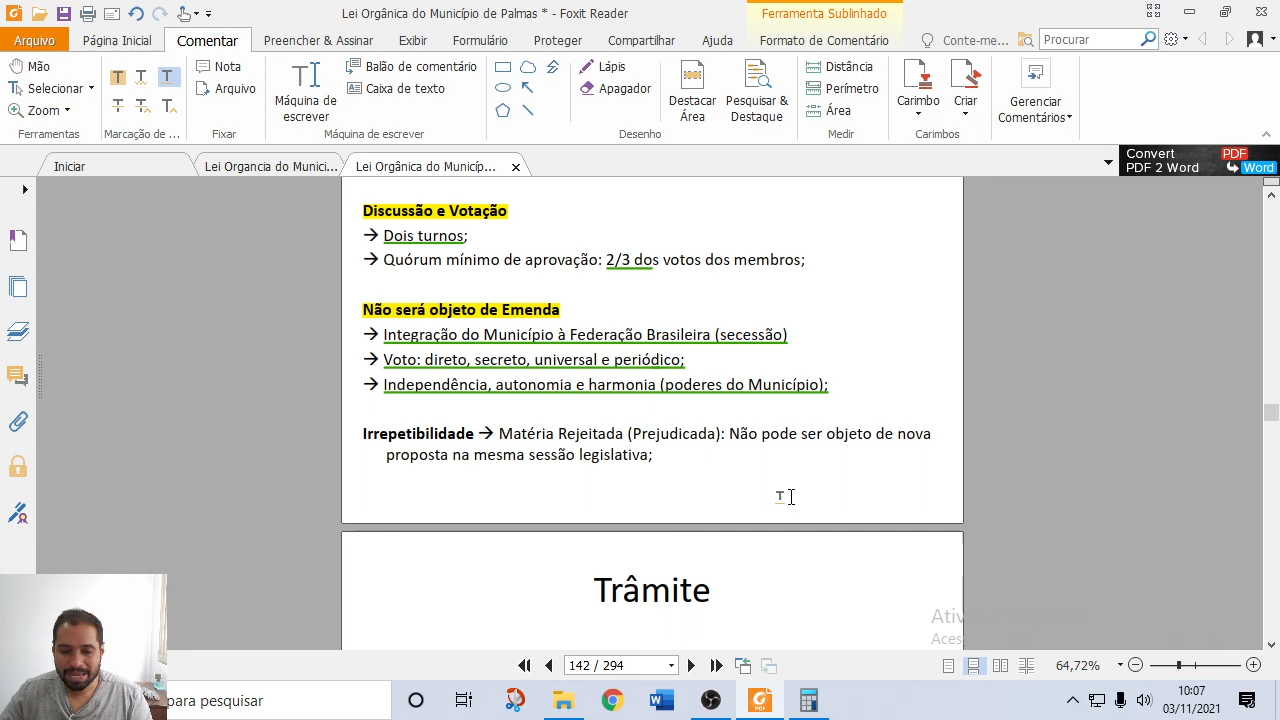 Lei Orgânica do Município de Palmas * - Foxit Reader
Ferramenta Sublinhado
Arquivo
Página Inicial
Comentar
Preencher & Assinar
Exibir
Formulário
Proteger
Compartilhar
Ajuda
Formato de Comentário
Conte-me...
Procurar
Mão
Selecionar
Zoom
Ferramentas
Marcação de ...
Nota
Arquivo
Fixar
Máquina de
escrever
Balão de comentário
Caixa de texto
Máquina de escrever
Lápis
Apagador
Desenho
Destacar
Área
Pesquisar &
Destaque
Distância
Perímetro
Área
Medir
Carimbo
Criar
Carimbos
Gerenciar
Comentários
Iniciar
Lei Organcia do Munici...
Lei Orgânica do Municíp...
Convert PDF
PDF 2 Word Word
Discussão e Votação
→ Dois turnos;
→ Quórum mínimo de aprovação: 2/3 dos votos dos membros;
Não será objeto de Emenda
→ Integração do Município à Federação Brasileira (secessão)
→ Voto: direto, secreto, universal e periódico;
→ Independência, autonomia e harmonia (poderes do Município);
Irrepetibilidade → Matéria Rejeitada (Prejudicada): Não pode ser objeto de nova
proposta na mesma sessão legislativa;
Trâmite
142 / 294
64,72%
para pesquisar
10:07
03/11/2021